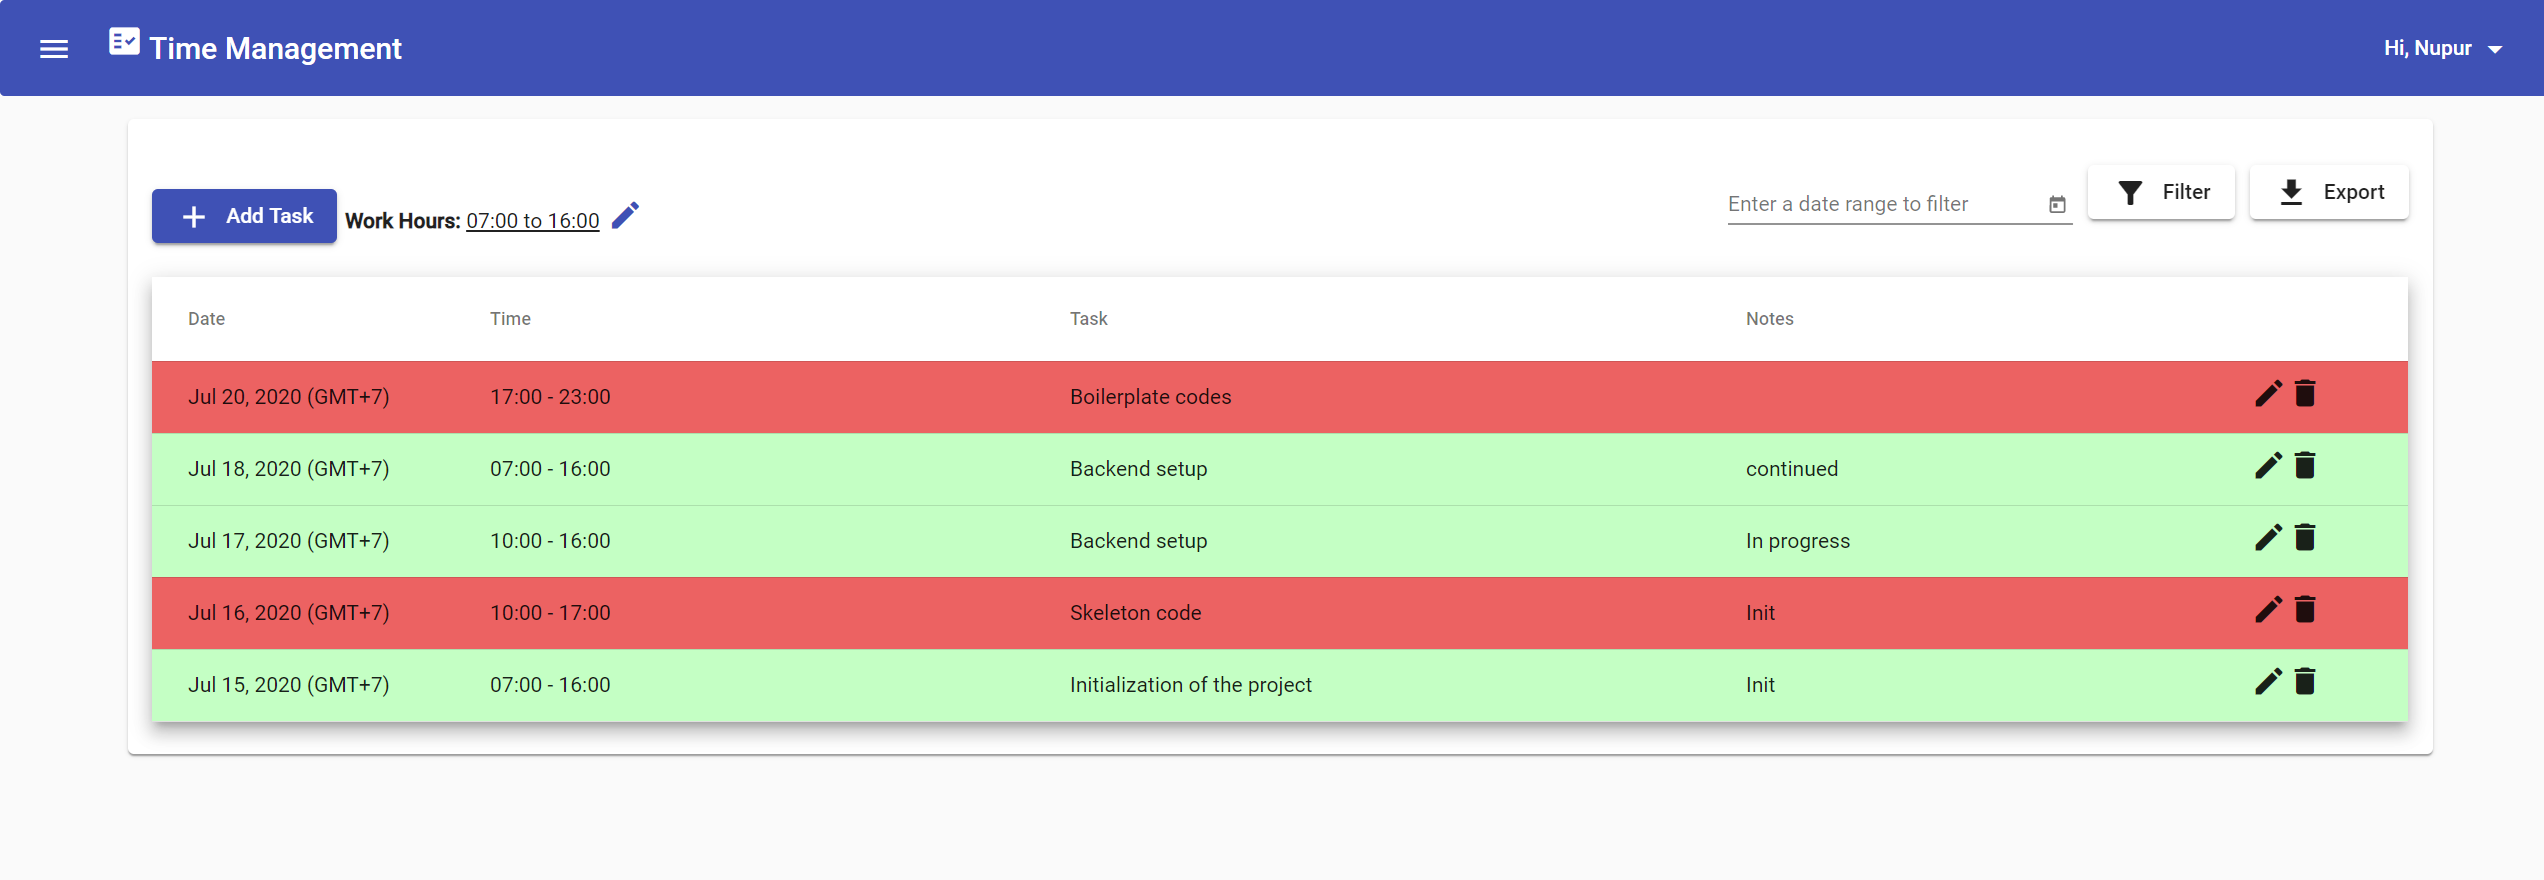 Time Management
Hi, Nupur
Add Task
Work Hours: 07:00 to 16:00
Enter a date range to filter
Filter
Export
Date Time Task Notes
Jul 20, 2020 (GMT+7) 17:00 - 23:00 Boilerplate codes
Jul 18, 2020 (GMT+7) 07:00 - 16:00 Backend setup continued
Jul 17, 2020 (GMT+7) 10:00 - 16:00 Backend setup In progress
Jul 16, 2020 (GMT+7) 10:00 - 17:00 Skeleton code Init
Jul 15, 2020 (GMT+7) 07:00 - 16:00 Initialization of the project Init